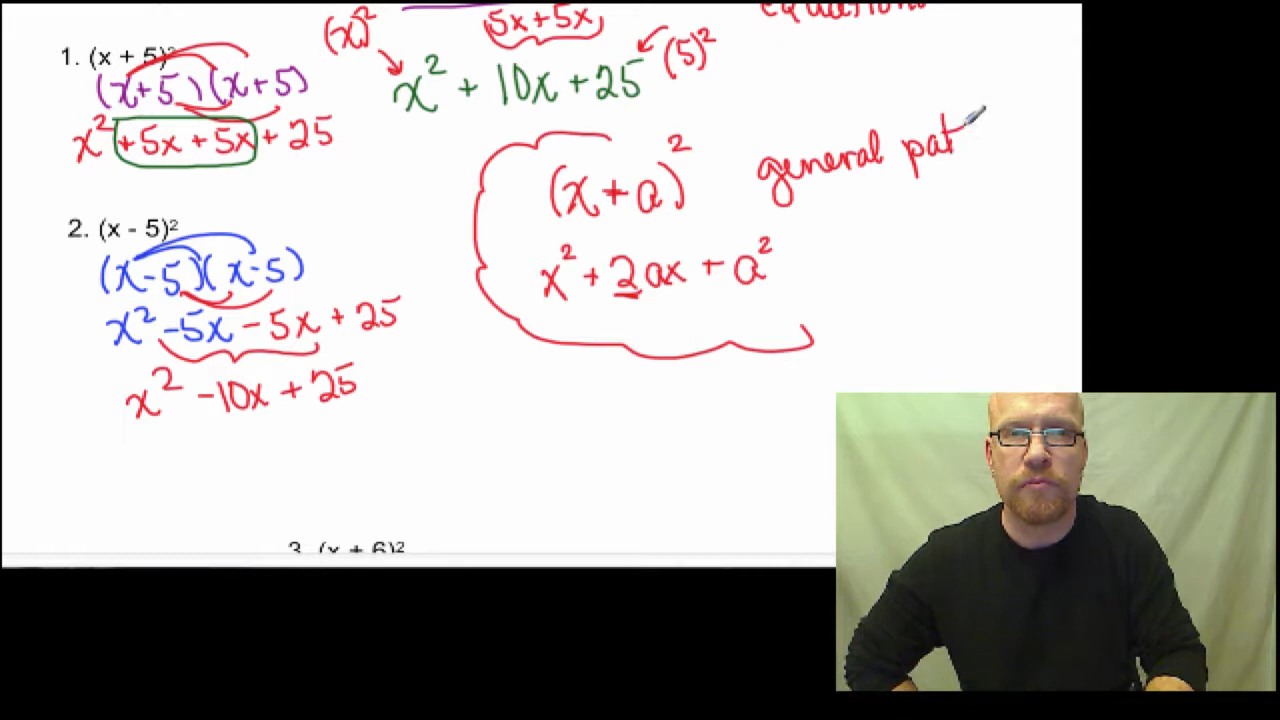 equations
(x)²
5x + 5x
1. (x + 5)²
(x+5)(x+5)
x² + 10x + 25
(5)²
x² +5x + 5x + 25
(x + a)²
general pat
x² + 2ax + a²
2. (x - 5)²
(x-5)(x-5)
x² -5x -5x + 25
x² -10x + 25
3. (x + 6)²